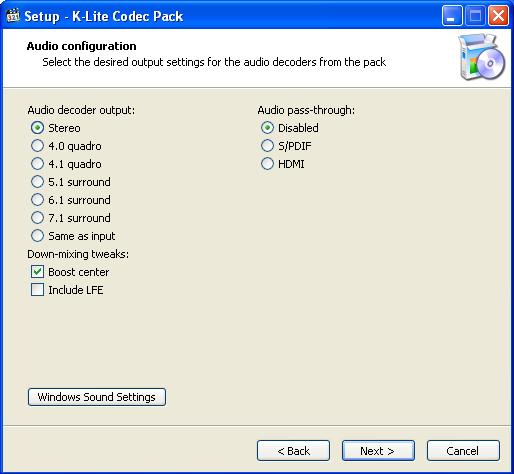 Setup - K-Lite Codec Pack
Audio configuration
Select the desired output settings for the audio decoders from the pack
Audio decoder output:
Stereo
4.0 quadro
4.1 quadro
5.1 surround
6.1 surround
7.1 surround
Same as input
Down-mixing tweaks:
Boost center
Include LFE
Audio pass-through:
Disabled
S/PDIF
HDMI
Windows Sound Settings
< Back
Next >
Cancel